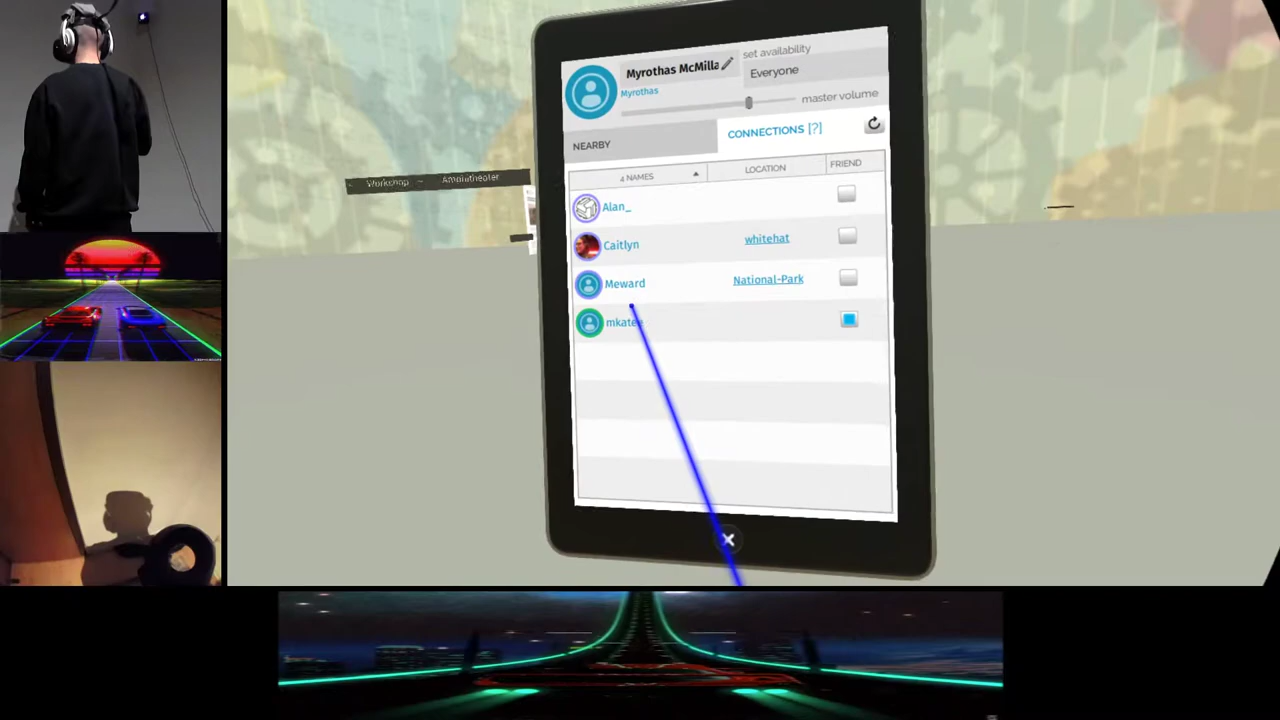 Myrothas McMilla
Myrothas
set availability
Everyone
master volume
NEARBY
CONNECTIONS [?]
4 NAMES
LOCATION
FRIEND
Alan_
Caitlyn
whitehat
Meward
National-Park
mkatee
Workshop
Amphitheater